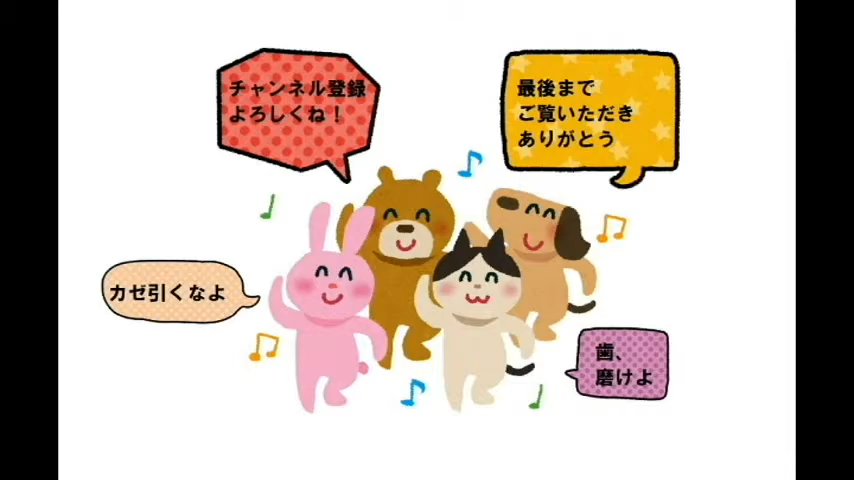 チャンネル登録
よろしくね！
最後まで
ご覧いただき
ありがとう
カゼ引くなよ
歯、
磨けよ